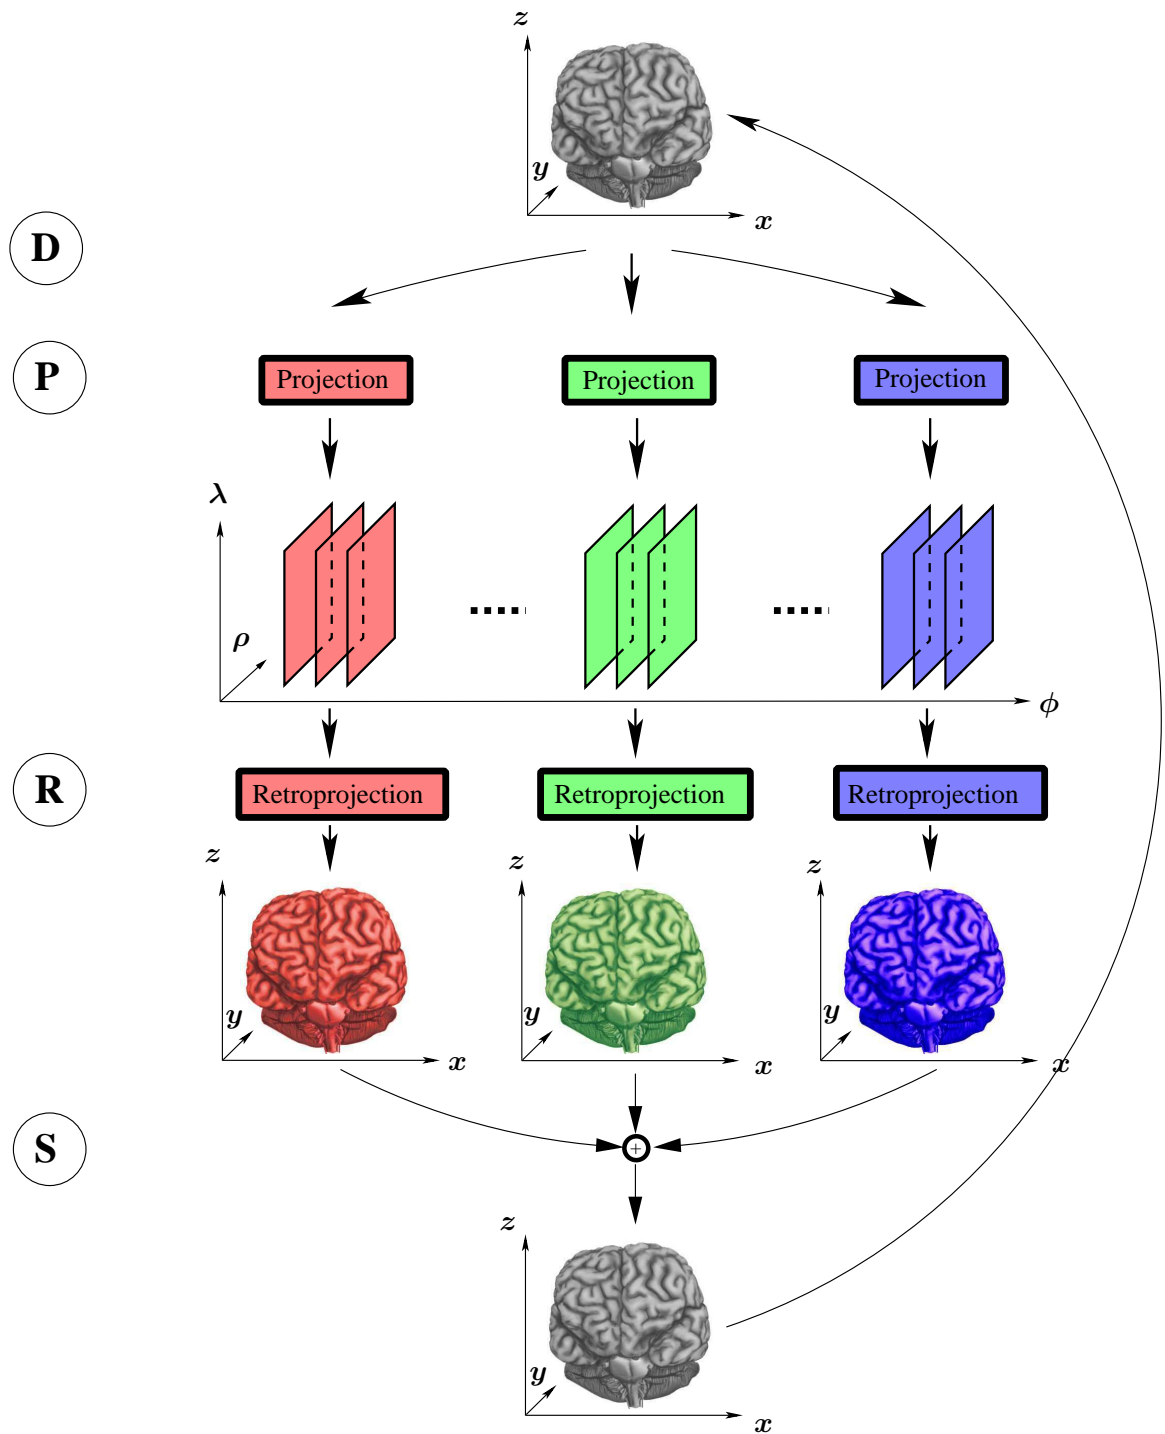 z
y
x
D
P
Projection Projection Projection
λ
ρ
ϕ
R
Retroprojection Retroprojection Retroprojection
z z z
y y y
x x x
S
+
z
y
x